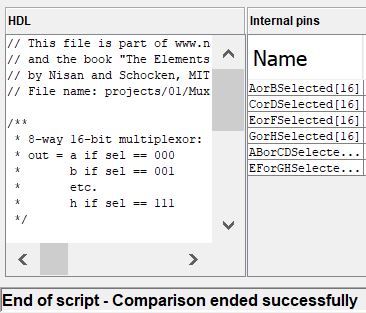 HDL
// This file is part of www.n
// and the book "The Elements
// by Nisan and Schocken, MIT
// File name: projects/01/Mux
/**
* 8-way 16-bit multiplexor:
* out = a if sel == 000
* b if sel == 001
* etc.
* h if sel == 111
*/
Internal pins
Name
AorBSelected[16]
CorDSelected[16]
EorFSelected[16]
GorHSelected[16]
ABorCDSelecte...
EForGHSelecte...
End of script - Comparison ended successfully